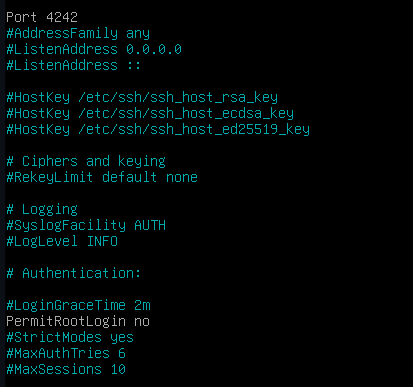 Port 4242
#AddressFamily any
#ListenAddress 0.0.0.0
#ListenAddress ::
#HostKey /etc/ssh/ssh_host_rsa_key
#HostKey /etc/ssh/ssh_host_ecdsa_key
#HostKey /etc/ssh/ssh_host_ed25519_key
# Ciphers and keying
#RekeyLimit default none
# Logging
#SyslogFacility AUTH
#LogLevel INFO
# Authentication:
#LoginGraceTime 2m
PermitRootLogin no
#StrictModes yes
#MaxAuthTries 6
#MaxSessions 10